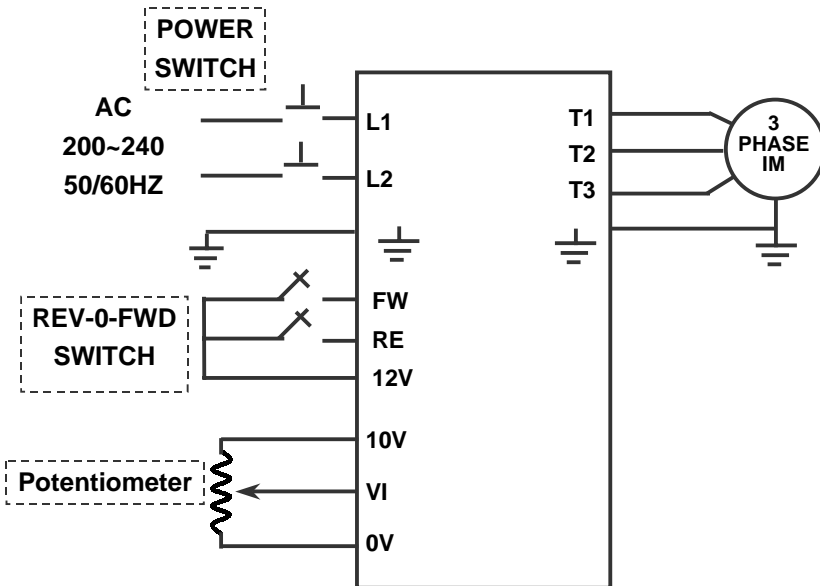 POWER
SWITCH
AC
200~240
50/60HZ
L1
L2
T1
T2
T3
3
PHASE
IM
REV-0-FWD
SWITCH
FW
RE
12V
10V
Potentiometer
VI
0V